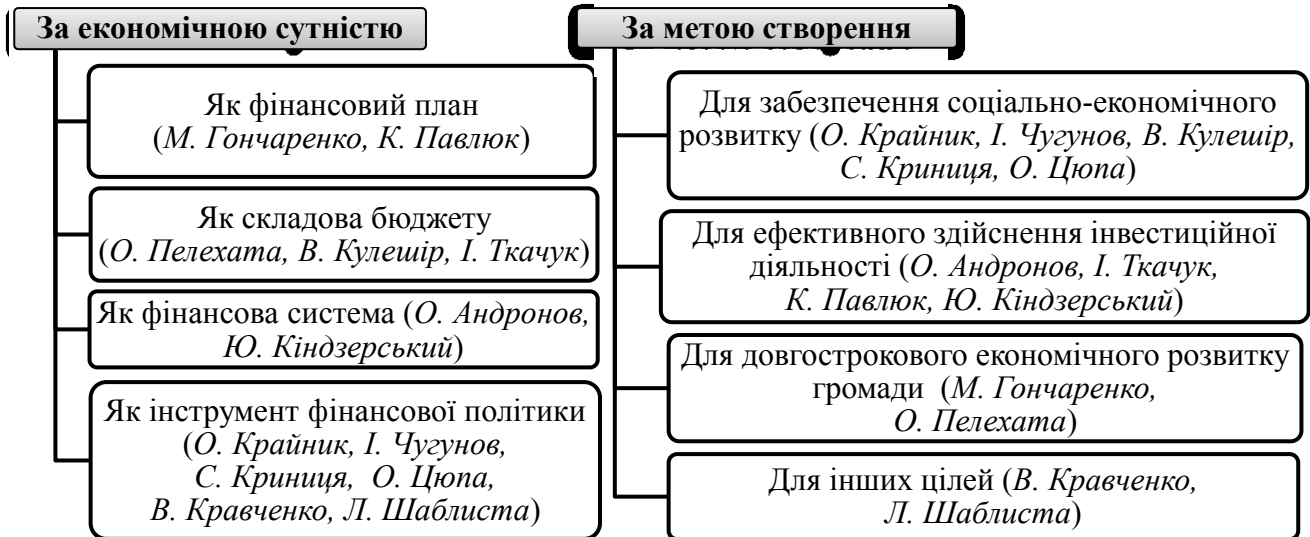 За економічною сутністю
Як фінансовий план
(М. Гончаренко, К. Павлюк)
Як складова бюджету
(О. Пелехата, В. Кулешір, І. Ткачук)
Як фінансова система (О. Андронов,
Ю. Кіндзерський)
Як інструмент фінансової політики
(О. Крайник, І. Чугунов,
С. Криниця, О. Цюпа,
В. Кравченко, Л. Шаблиста)
За метою створення
Для забезпечення соціально-економічного
розвитку (О. Крайник, І. Чугунов, В. Кулешір,
С. Криниця, О. Цюпа)
Для ефективного здійснення інвестиційної
діяльності (О. Андронов, І. Ткачук,
К. Павлюк, Ю. Кіндзерський)
Для довгострокового економічного розвитку
громади (М. Гончаренко,
О. Пелехата)
Для інших цілей (В. Кравченко,
Л. Шаблиста)